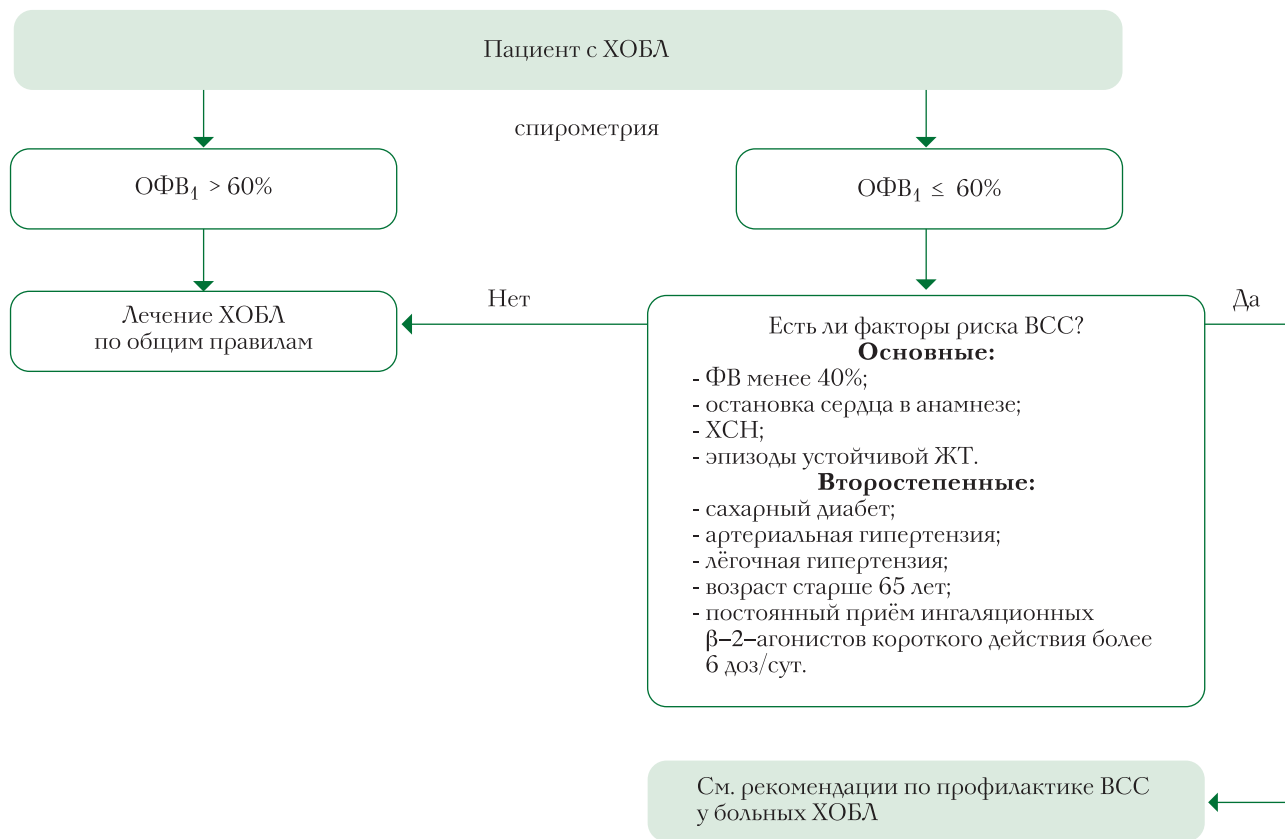 Пациент с ХОБЛ
спирометрия
ОФВ₁ > 60%
ОФВ₁ ≤ 60%
Лечение ХОБЛ
по общим правилам
Нет
Есть ли факторы риска ВСС?
Основные:
- ФВ менее 40%;
- остановка сердца в анамнезе;
- ХСН;
- эпизоды устойчивой ЖТ.
Второстепенные:
- сахарный диабет;
- артериальная гипертензия;
- лёгочная гипертензия;
- возраст старше 65 лет;
- постоянный приём ингаляционных
β–2–агонистов короткого действия более
6 доз/сут.
Да
См. рекомендации по профилактике ВСС
у больных ХОБЛ